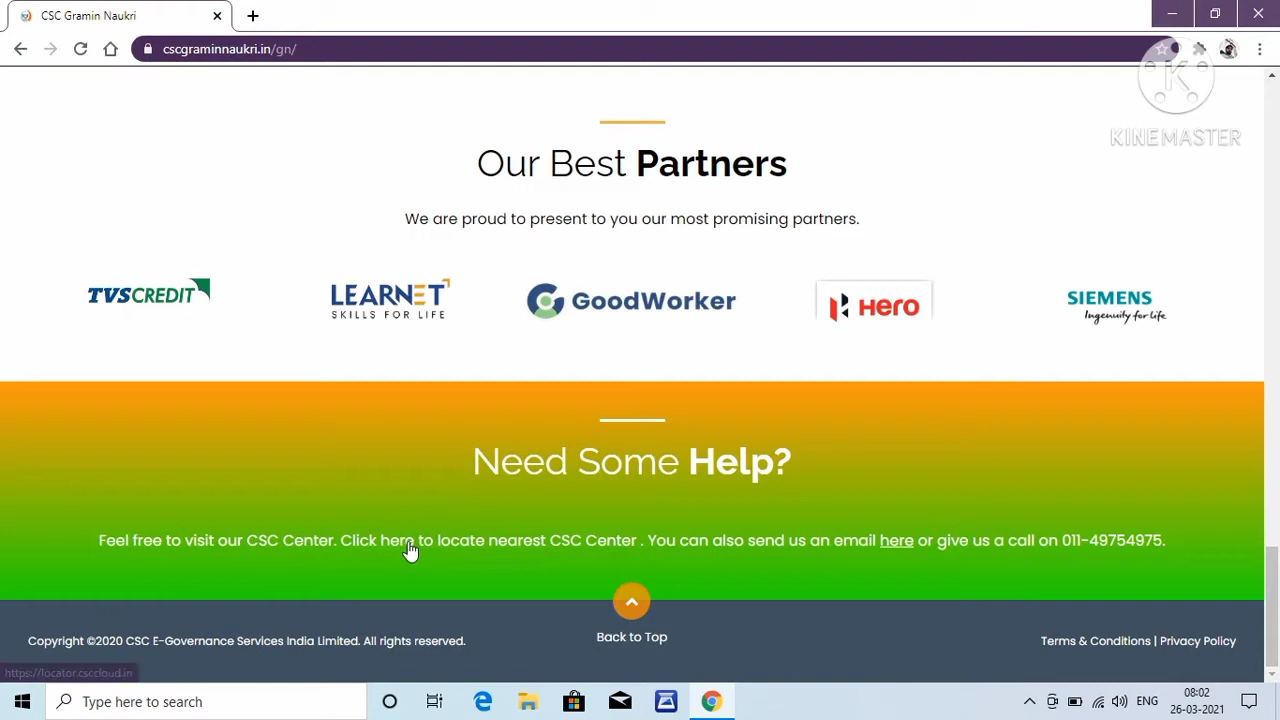 CSC Gramin Naukri
cscgraminnaukri.in/gn/
KINEMASTER
Our Best Partners
We are proud to present to you our most promising partners.
TVS CREDIT
LEARNET
SKILLS FOR LIFE
GoodWorker
Hero
SIEMENS
Ingenuity for life
Need Some Help?
Feel free to visit our CSC Center. Click here to locate nearest CSC Center . You can also send us an email here or give us a call on 011-49754975.
Back to Top
Copyright ©2020 CSC E-Governance Services India Limited. All rights reserved.
Terms & Conditions | Privacy Policy
https://locator.csccloud.in
Type here to search
ENG
08:02
26-03-2021